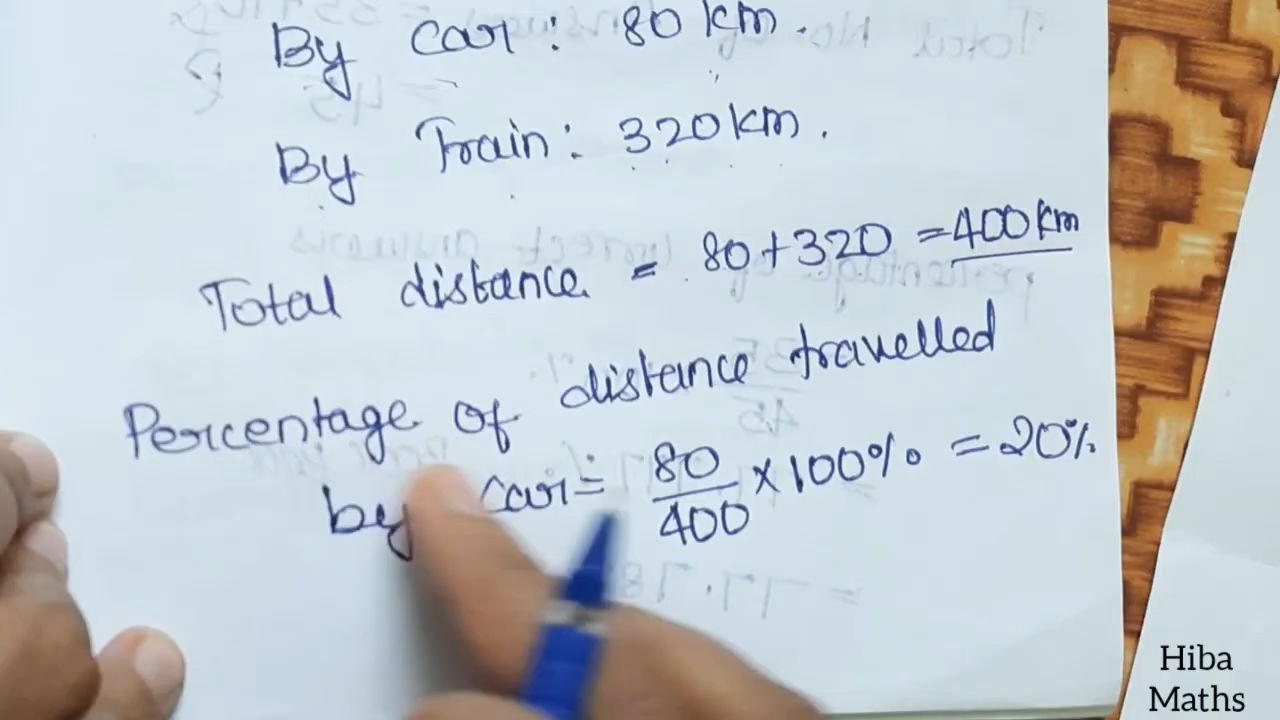 By car: 80 km.
By Train: 320 km.
Total distance = 80+320 = 400 km
Percentage of distance travelled
by car = 80/400 × 100% = 20%
Hiba
Maths